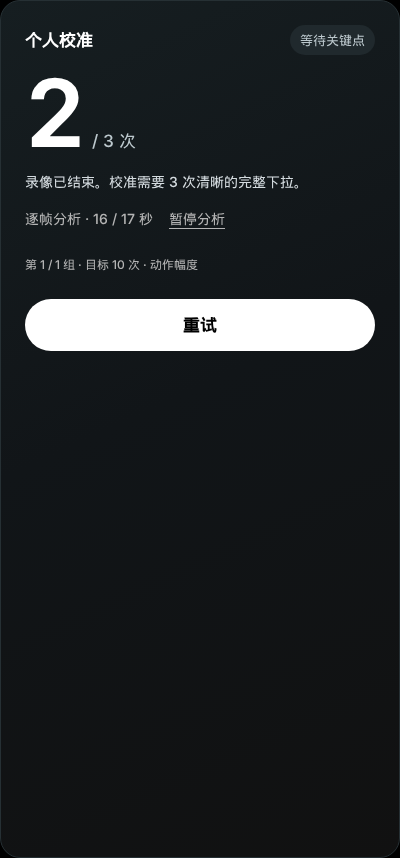 个人校准
等待关键点
2 / 3 次
录像已结束。校准需要 3 次清晰的完整下拉。
逐帧分析 · 16 / 17 秒 暂停分析
第 1 / 1 组 · 目标 10 次 · 动作幅度
重试